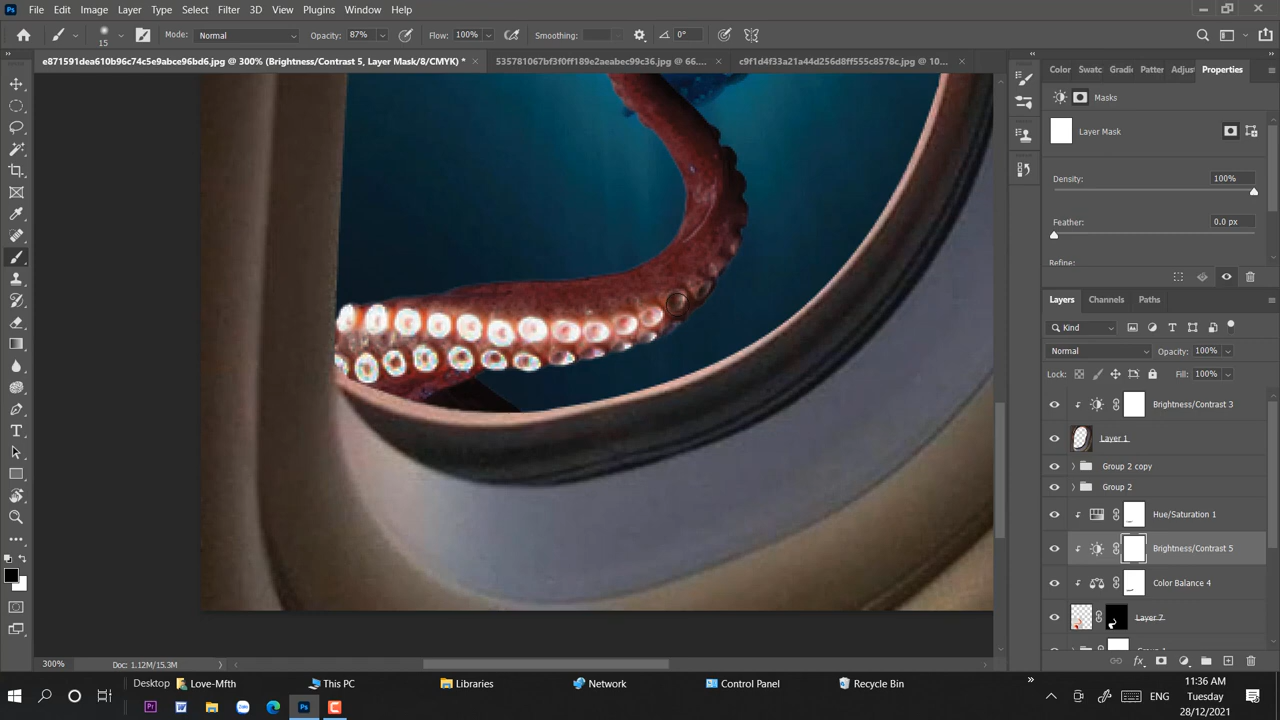 Ps File Edit Image Layer Type Select Filter 3D View Plugins Window Help
15 Mode: Normal Opacity: 87% Flow: 100% Smoothing: 0°
e871591dea610b96c74c5e9abce96bd6.jpg @ 300% (Brightness/Contrast 5, Layer Mask/8/CMYK) * × 535781067bf3f0ff189e2aeabec99c36.jpg @ 66.... × c9f1d4f33a21a44d256d8ff555c8578c.jpg @ 10... ×
Color Swatc Gradi Patter Adjus Properties
Masks
Layer Mask
Density: 100%
Feather: 0.0 px
Refine:
Layers Channels Paths
Kind
Normal Opacity: 100%
Lock: Fill: 100%
Brightness/Contrast 3
Layer 1
Group 2 copy
Group 2
Hue/Saturation 1
Brightness/Contrast 5
Color Balance 4
Layer 7
300% Doc: 1.12M/15.3M
fx
Desktop Love-Mfth This PC Libraries Network Control Panel Recycle Bin »
Pr W Ps
ENG
11:36 AM
Tuesday
28/12/2021